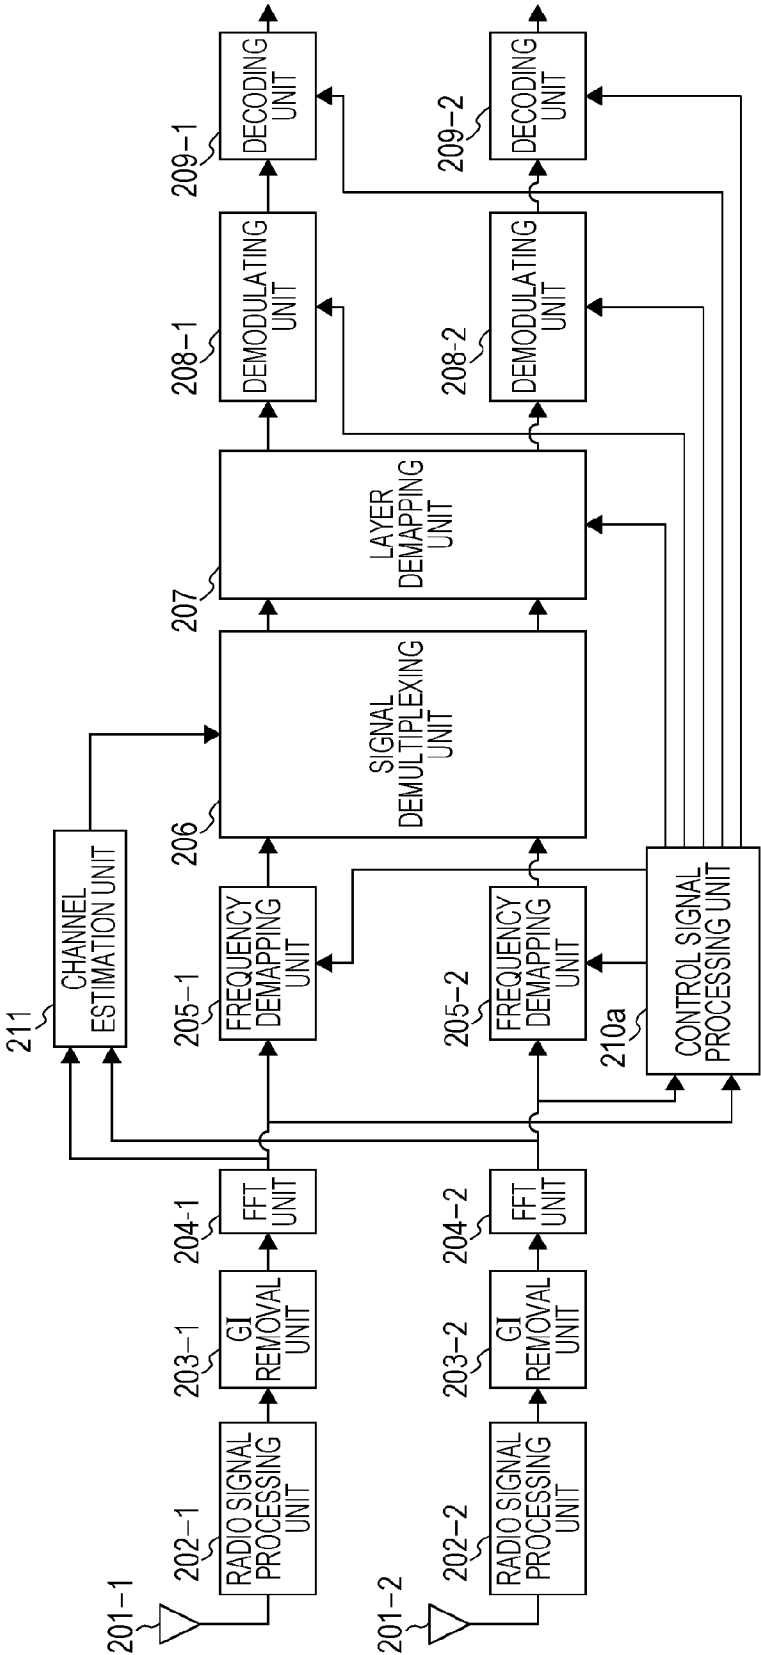 201-1
RADIO SIGNAL
PROCESSING
UNIT
202-1
GI
REMOVAL
UNIT
203-1
FFT
UNIT
204-1
FREQUENCY
DEMAPPING
UNIT
205-1
CHANNEL
ESTIMATION UNIT
211
SIGNAL
DEMULTIPLEXING
UNIT
206
LAYER
DEMAPPING
UNIT
207
DEMODULATING
UNIT
208-1
DECODING
UNIT
209-1
201-2
RADIO SIGNAL
PROCESSING
UNIT
202-2
GI
REMOVAL
UNIT
203-2
FFT
UNIT
204-2
FREQUENCY
DEMAPPING
UNIT
205-2
DEMODULATING
UNIT
208-2
DECODING
UNIT
209-2
CONTROL SIGNAL
PROCESSING UNIT
210a